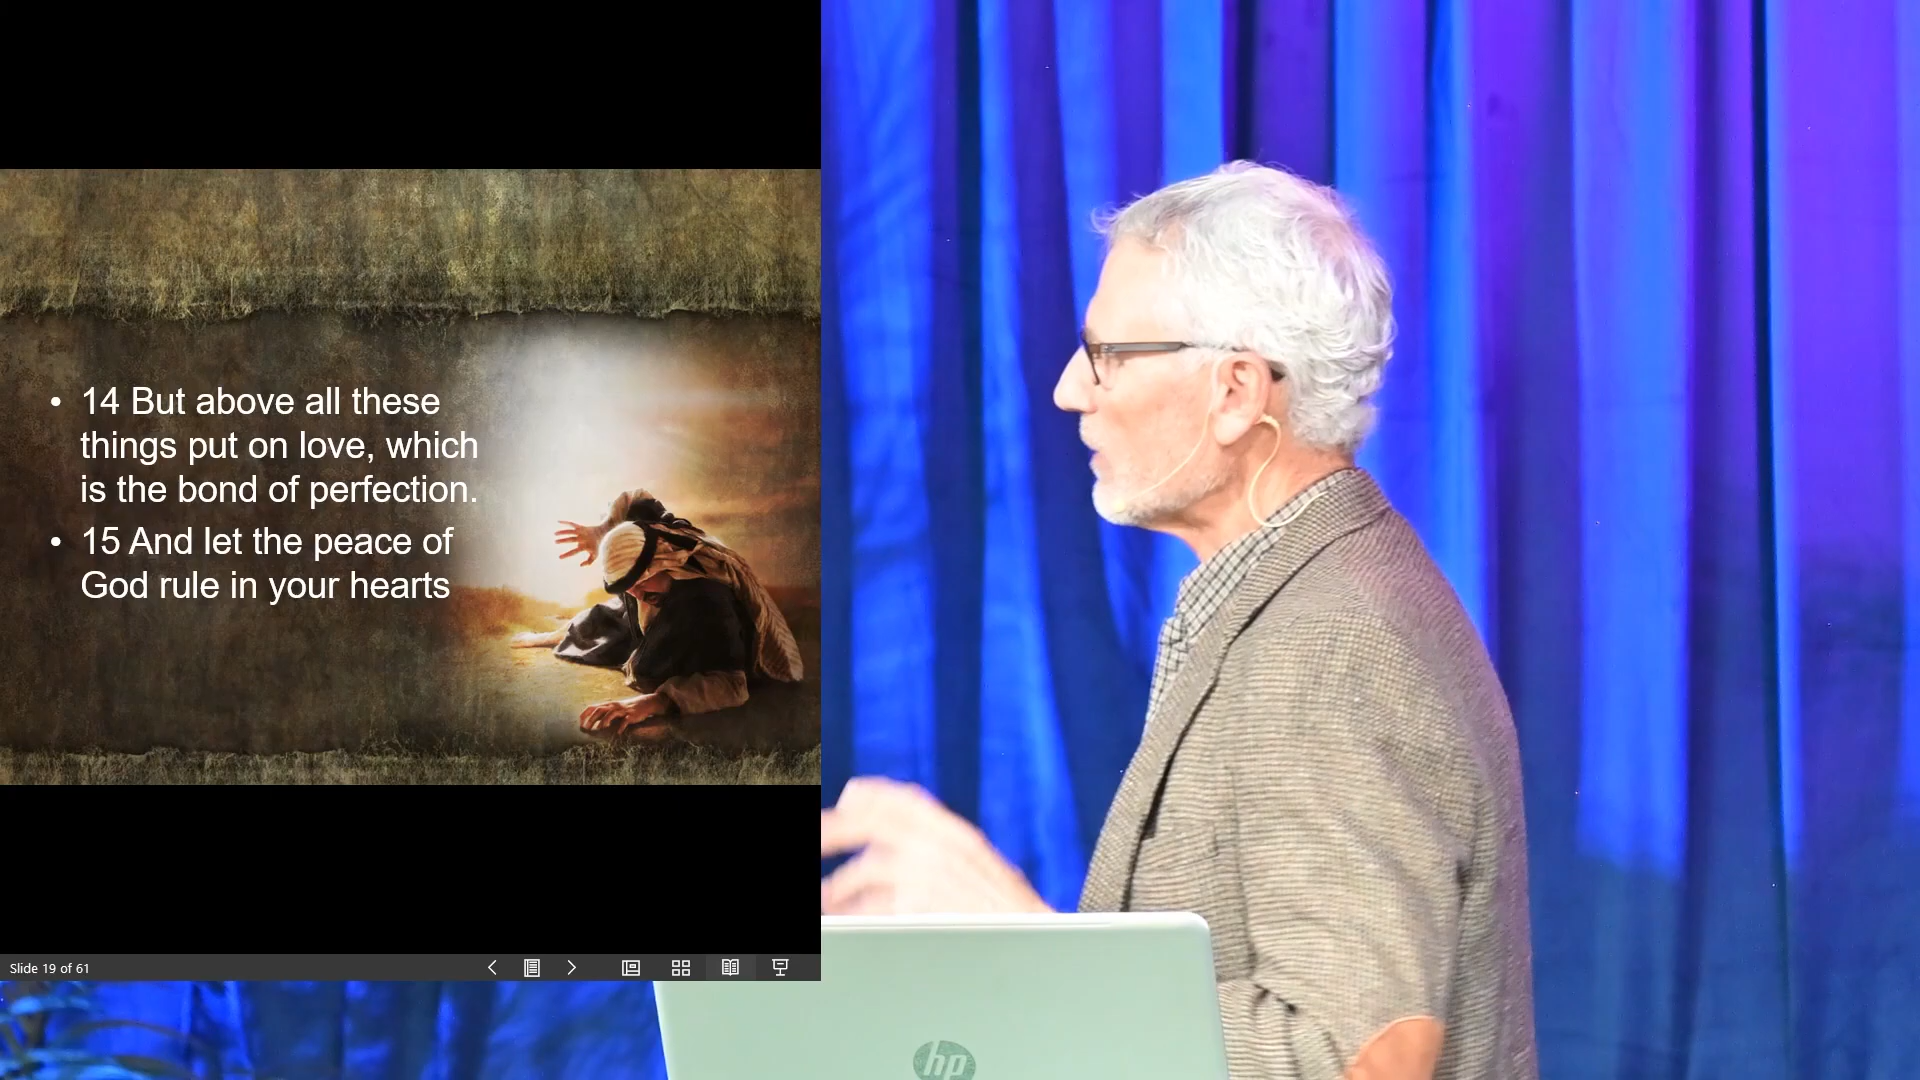 • 14 But above all these
things put on love, which
is the bond of perfection.
• 15 And let the peace of
God rule in your hearts
Slide 19 of 61
hp